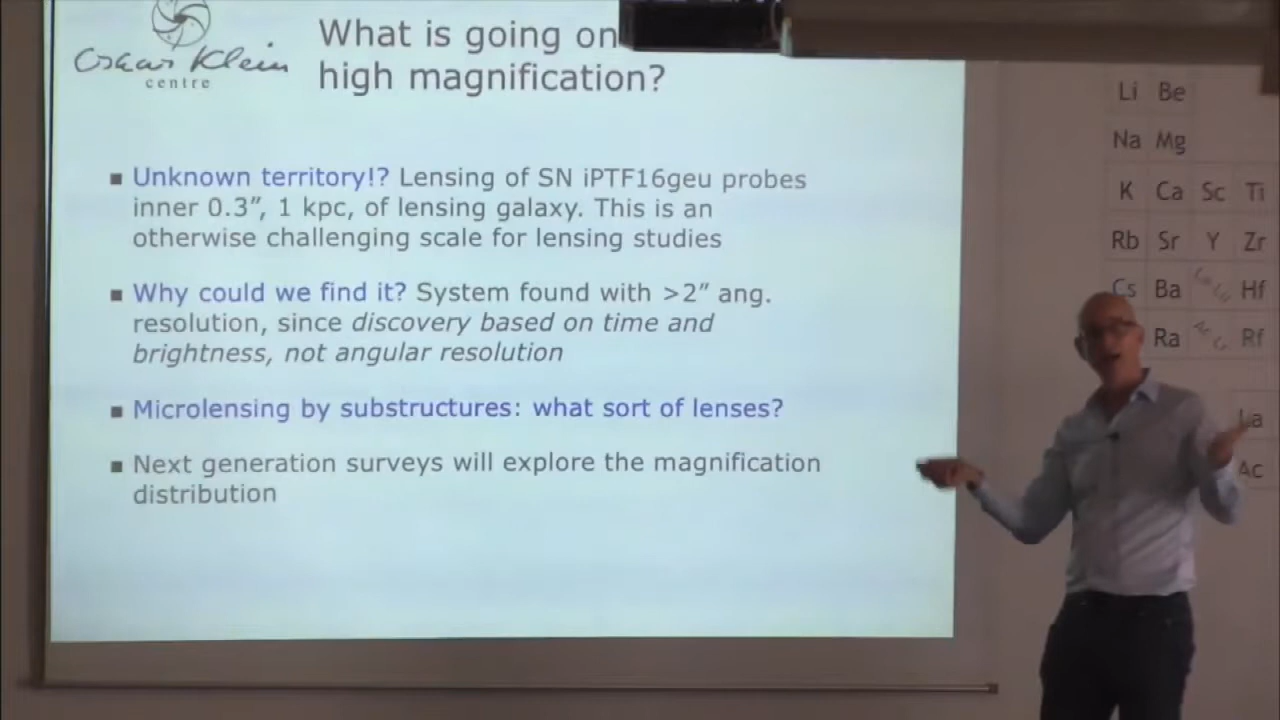 Oskar Klein
centre
What is going on
high magnification?
■ Unknown territory!? Lensing of SN iPTF16geu probes
inner 0.3”, 1 kpc, of lensing galaxy. This is an
otherwise challenging scale for lensing studies
■ Why could we find it? System found with >2” ang.
resolution, since discovery based on time and
brightness, not angular resolution
■ Microlensing by substructures: what sort of lenses?
■ Next generation surveys will explore the magnification
distribution
Li Be
Na Mg
K Ca Sc Ti
Rb Sr Y Zr
Cs Ba Hf
Ra Rf
La
Ac